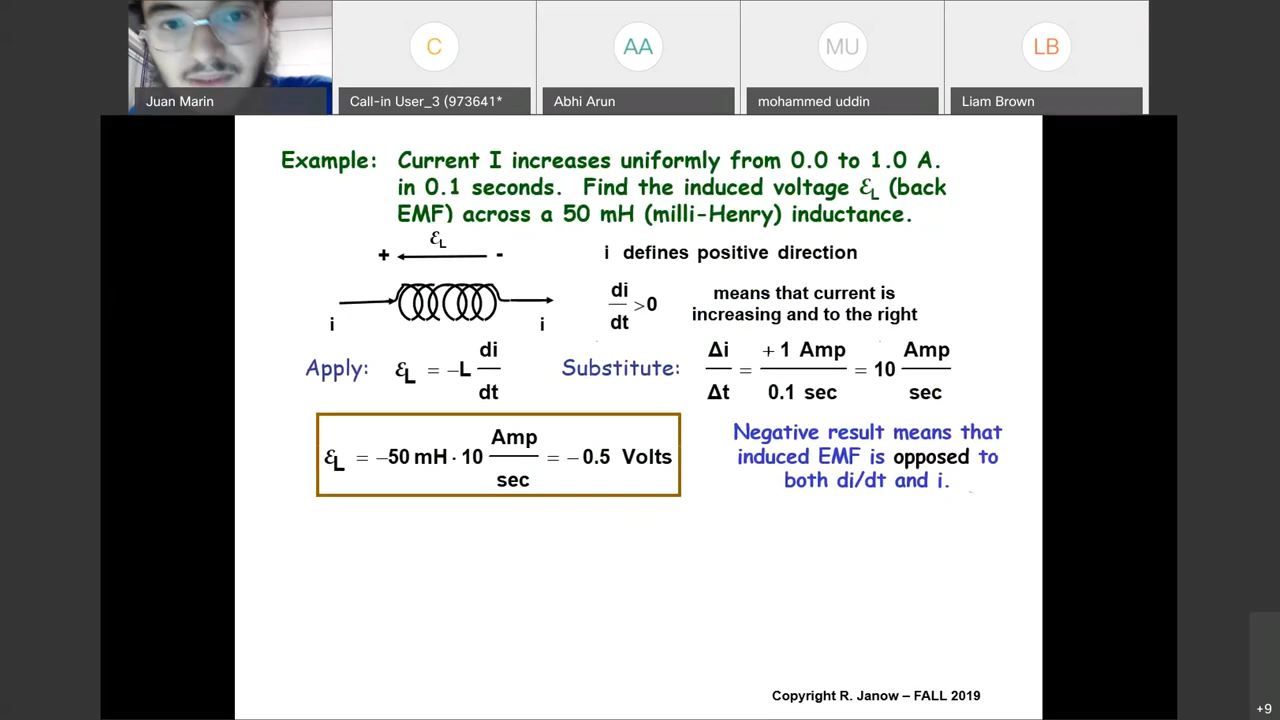 C
AA
MU
LB
Juan Marin
Call-in User_3 (973641*
Abhi Arun
mohammed uddin
Liam Brown
Example: Current I increases uniformly from 0.0 to 1.0 A.
in 0.1 seconds. Find the induced voltage ℰL (back
EMF) across a 50 mH (milli-Henry) inductance.
ℰL
+ -
i defines positive direction
i i
di/dt >0
means that current is
increasing and to the right
Apply: ℰL = -L di/dt
Substitute: Δi/Δt = +1 Amp/0.1 sec = 10 Amp/sec
ℰL = -50 mH · 10 Amp/sec = -0.5 Volts
Negative result means that
induced EMF is opposed to
both di/dt and i.
Copyright R. Janow – FALL 2019
+9